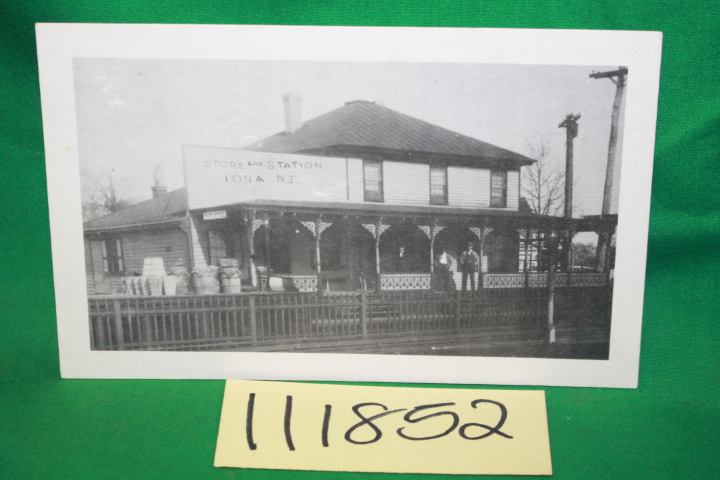 STORE AND STATION
IONA N.J.
111852